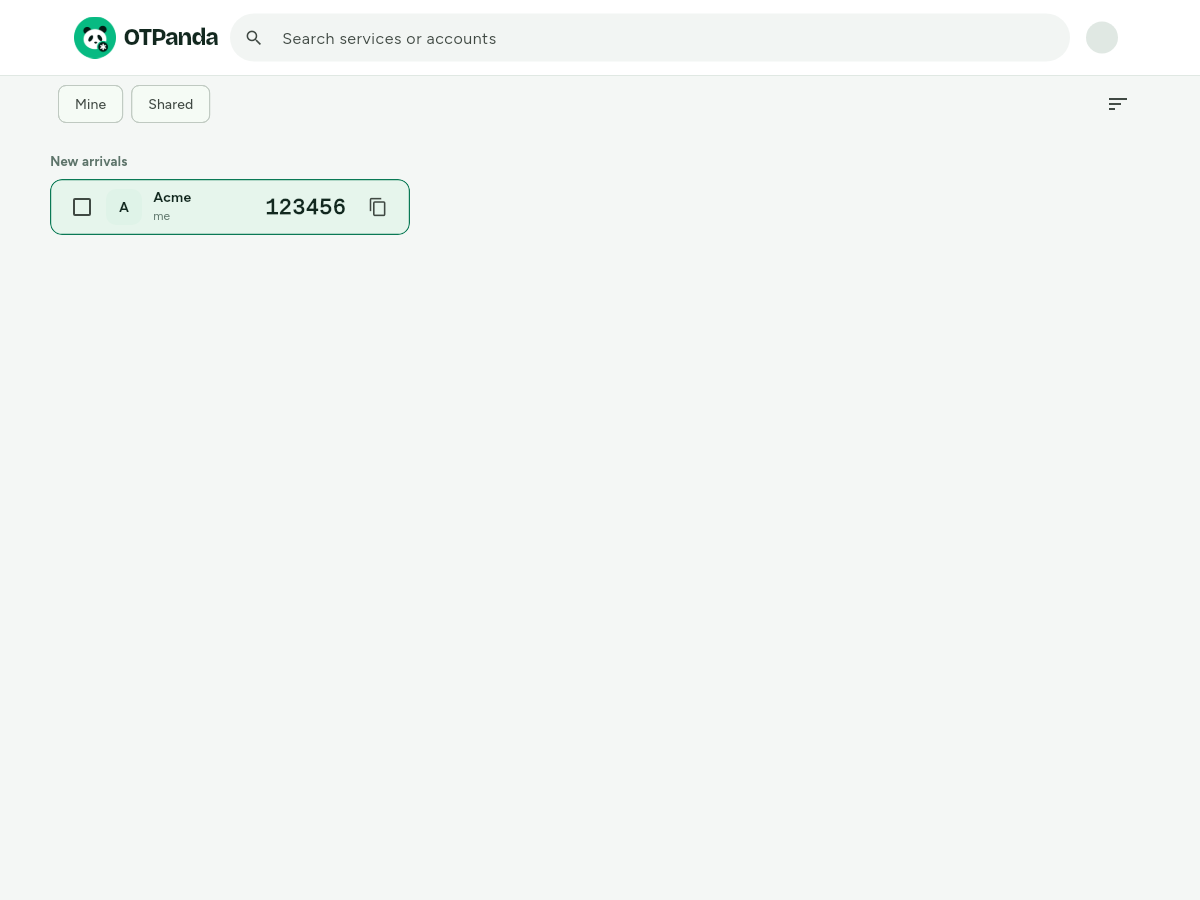 OTPanda
Search services or accounts
Mine
Shared
New arrivals
A
Acme
me
123456